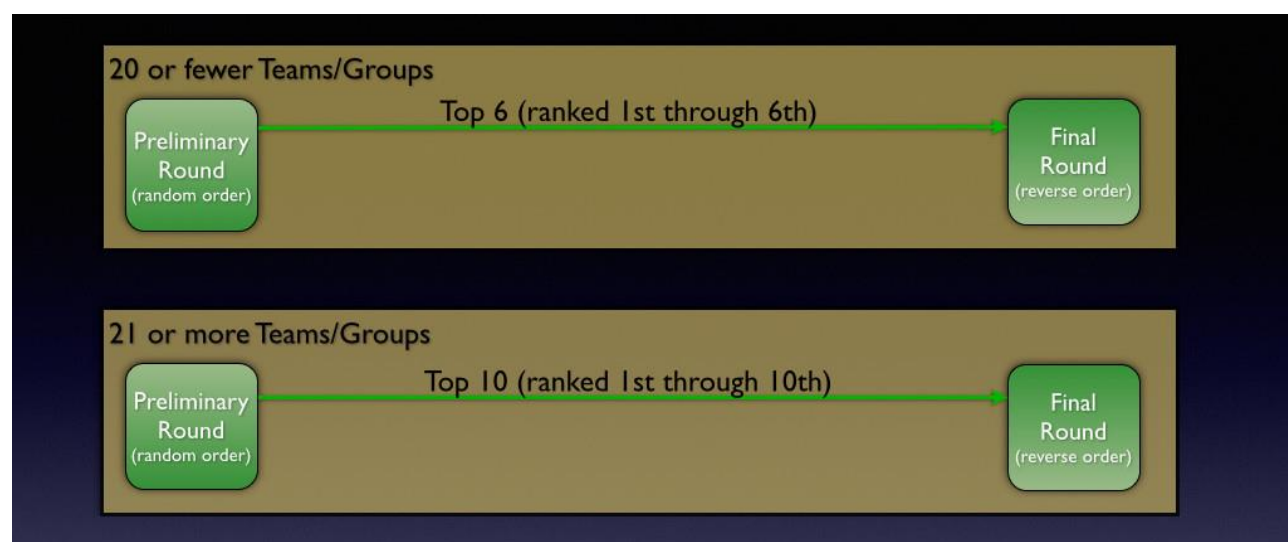 20 or fewer Teams/Groups
Top 6 (ranked 1st through 6th)
Preliminary
Round
(random order)
Final
Round
(reverse order)
21 or more Teams/Groups
Top 10 (ranked 1st through 10th)
Preliminary
Round
(random order)
Final
Round
(reverse order)